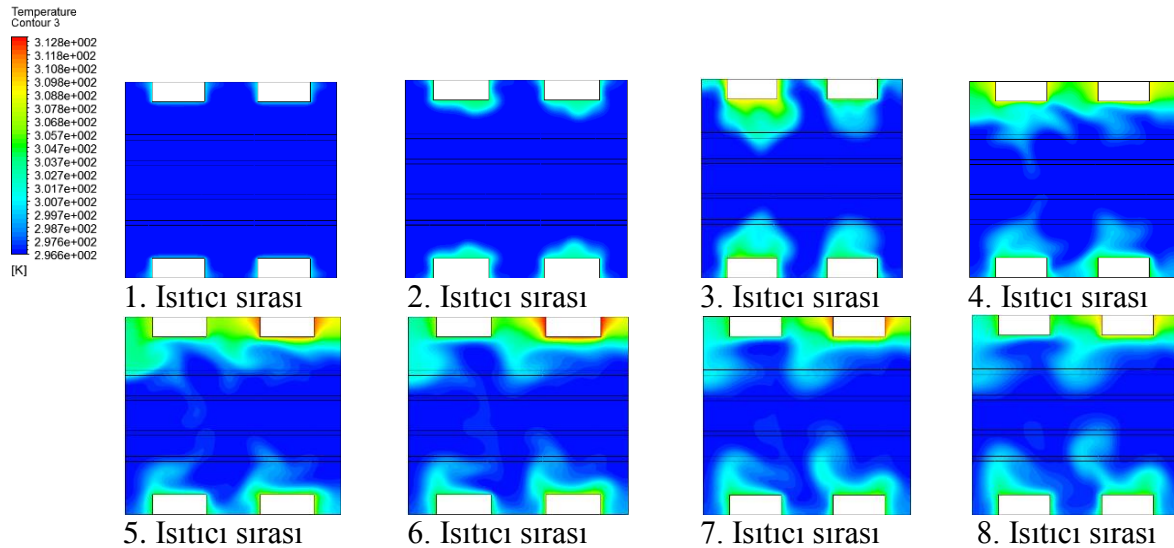 Temperature
Contour 3
3.128e+002
3.118e+002
3.108e+002
3.098e+002
3.088e+002
3.078e+002
3.068e+002
3.057e+002
3.047e+002
3.037e+002
3.027e+002
3.017e+002
3.007e+002
2.997e+002
2.987e+002
2.976e+002
2.966e+002
[K]
1. Isıtıcı sırası
2. Isıtıcı sırası
3. Isıtıcı sırası
4. Isıtıcı sırası
5. Isıtıcı sırası
6. Isıtıcı sırası
7. Isıtıcı sırası
8. Isıtıcı sırası